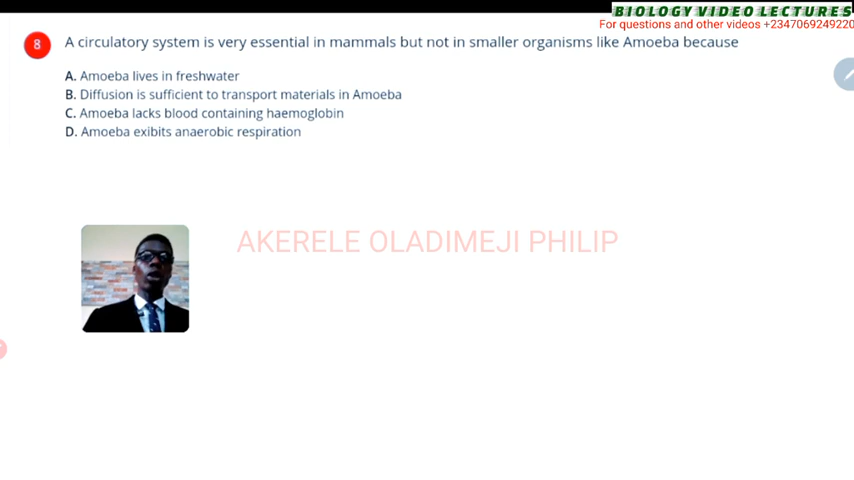 BIOLOGY VIDEO LECTURES
For questions and other videos +2347069249220
8 A circulatory system is very essential in mammals but not in smaller organisms like Amoeba because
A. Amoeba lives in freshwater
B. Diffusion is sufficient to transport materials in Amoeba
C. Amoeba lacks blood containing haemoglobin
D. Amoeba exibits anaerobic respiration
AKERELE OLADIMEJI PHILIP